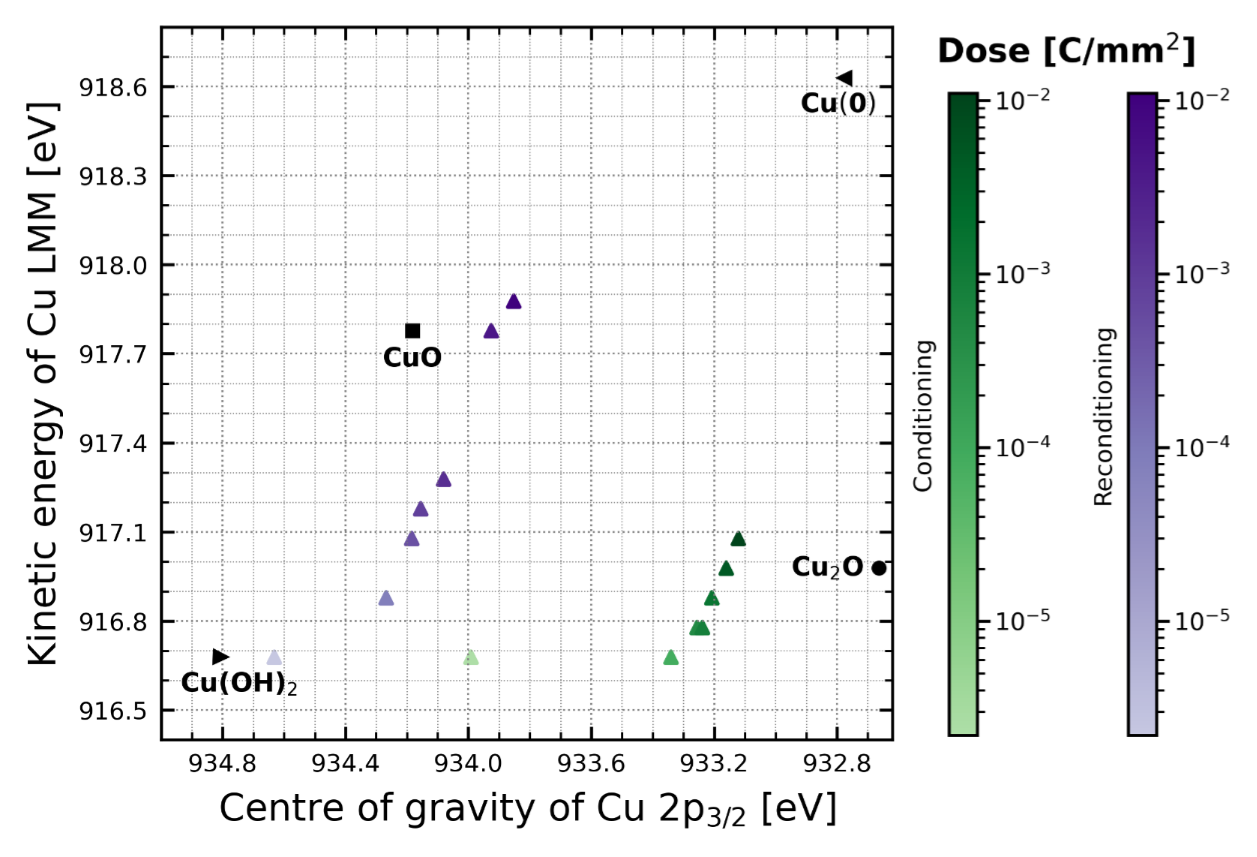 Dose [C/mm²]
Kinetic energy of Cu LMM [eV]
918.6
918.3
918.0
917.7
917.4
917.1
916.8
916.5
Cu(0)
CuO
Cu₂O
Cu(OH)₂
934.8 934.4 934.0 933.6 933.2 932.8
Centre of gravity of Cu 2p₃/₂ [eV]
Conditioning
10⁻²
10⁻³
10⁻⁴
10⁻⁵
Reconditioning
10⁻²
10⁻³
10⁻⁴
10⁻⁵